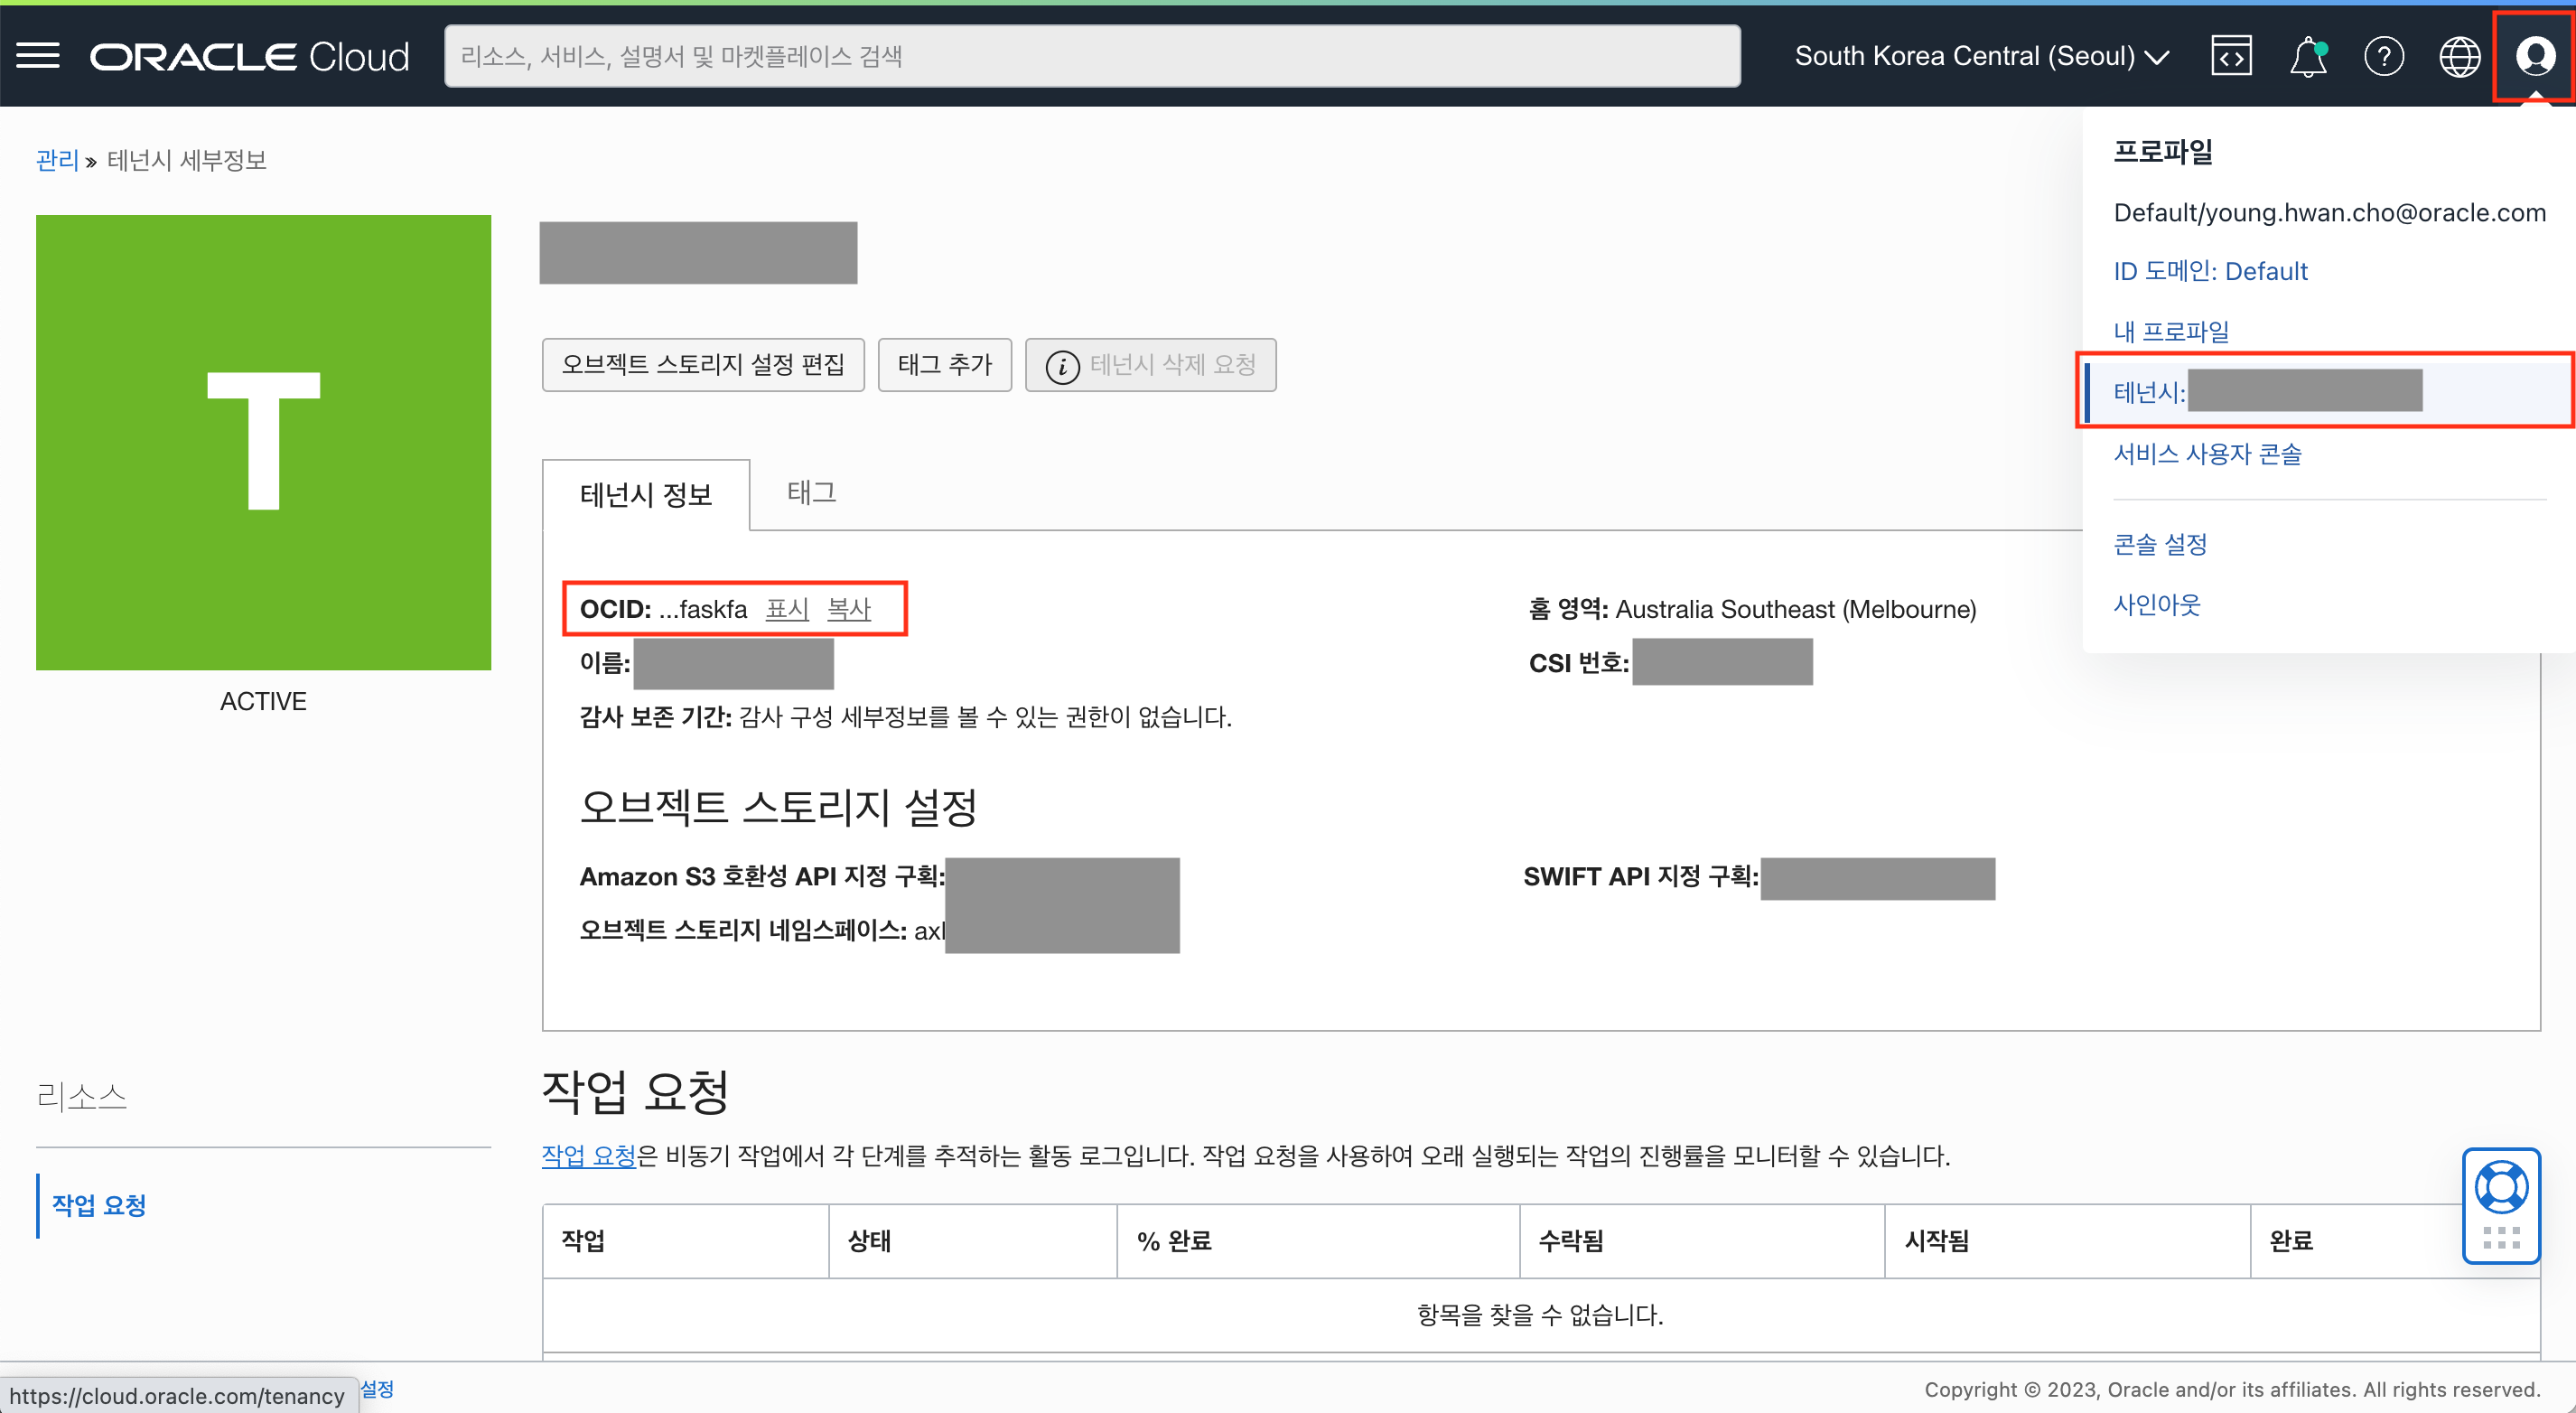 ORACLE Cloud
리소스, 서비스, 설명서 및 마켓플레이스 검색
South Korea Central (Seoul)
관리 » 테넌시 세부정보
프로파일
Default/young.hwan.cho@oracle.com
ID 도메인: Default
내 프로파일
테넌시:
서비스 사용자 콘솔
콘솔 설정
사인아웃
T
ACTIVE
오브젝트 스토리지 설정 편집
태그 추가
테넌시 삭제 요청
테넌시 정보
태그
OCID: ...faskfa 표시 복사
홈 영역: Australia Southeast (Melbourne)
이름:
CSI 번호:
감사 보존 기간: 감사 구성 세부정보를 볼 수 있는 권한이 없습니다.
오브젝트 스토리지 설정
Amazon S3 호환성 API 지정 구획:
SWIFT API 지정 구획:
오브젝트 스토리지 네임스페이스: axl
리소스
작업 요청
작업 요청
작업 요청은 비동기 작업에서 각 단계를 추적하는 활동 로그입니다. 작업 요청을 사용하여 오래 실행되는 작업의 진행률을 모니터할 수 있습니다.
작업 상태 % 완료 수락됨 시작됨 완료
항목을 찾을 수 없습니다.
https://cloud.oracle.com/tenancy 설정
Copyright © 2023, Oracle and/or its affiliates. All rights reserved.